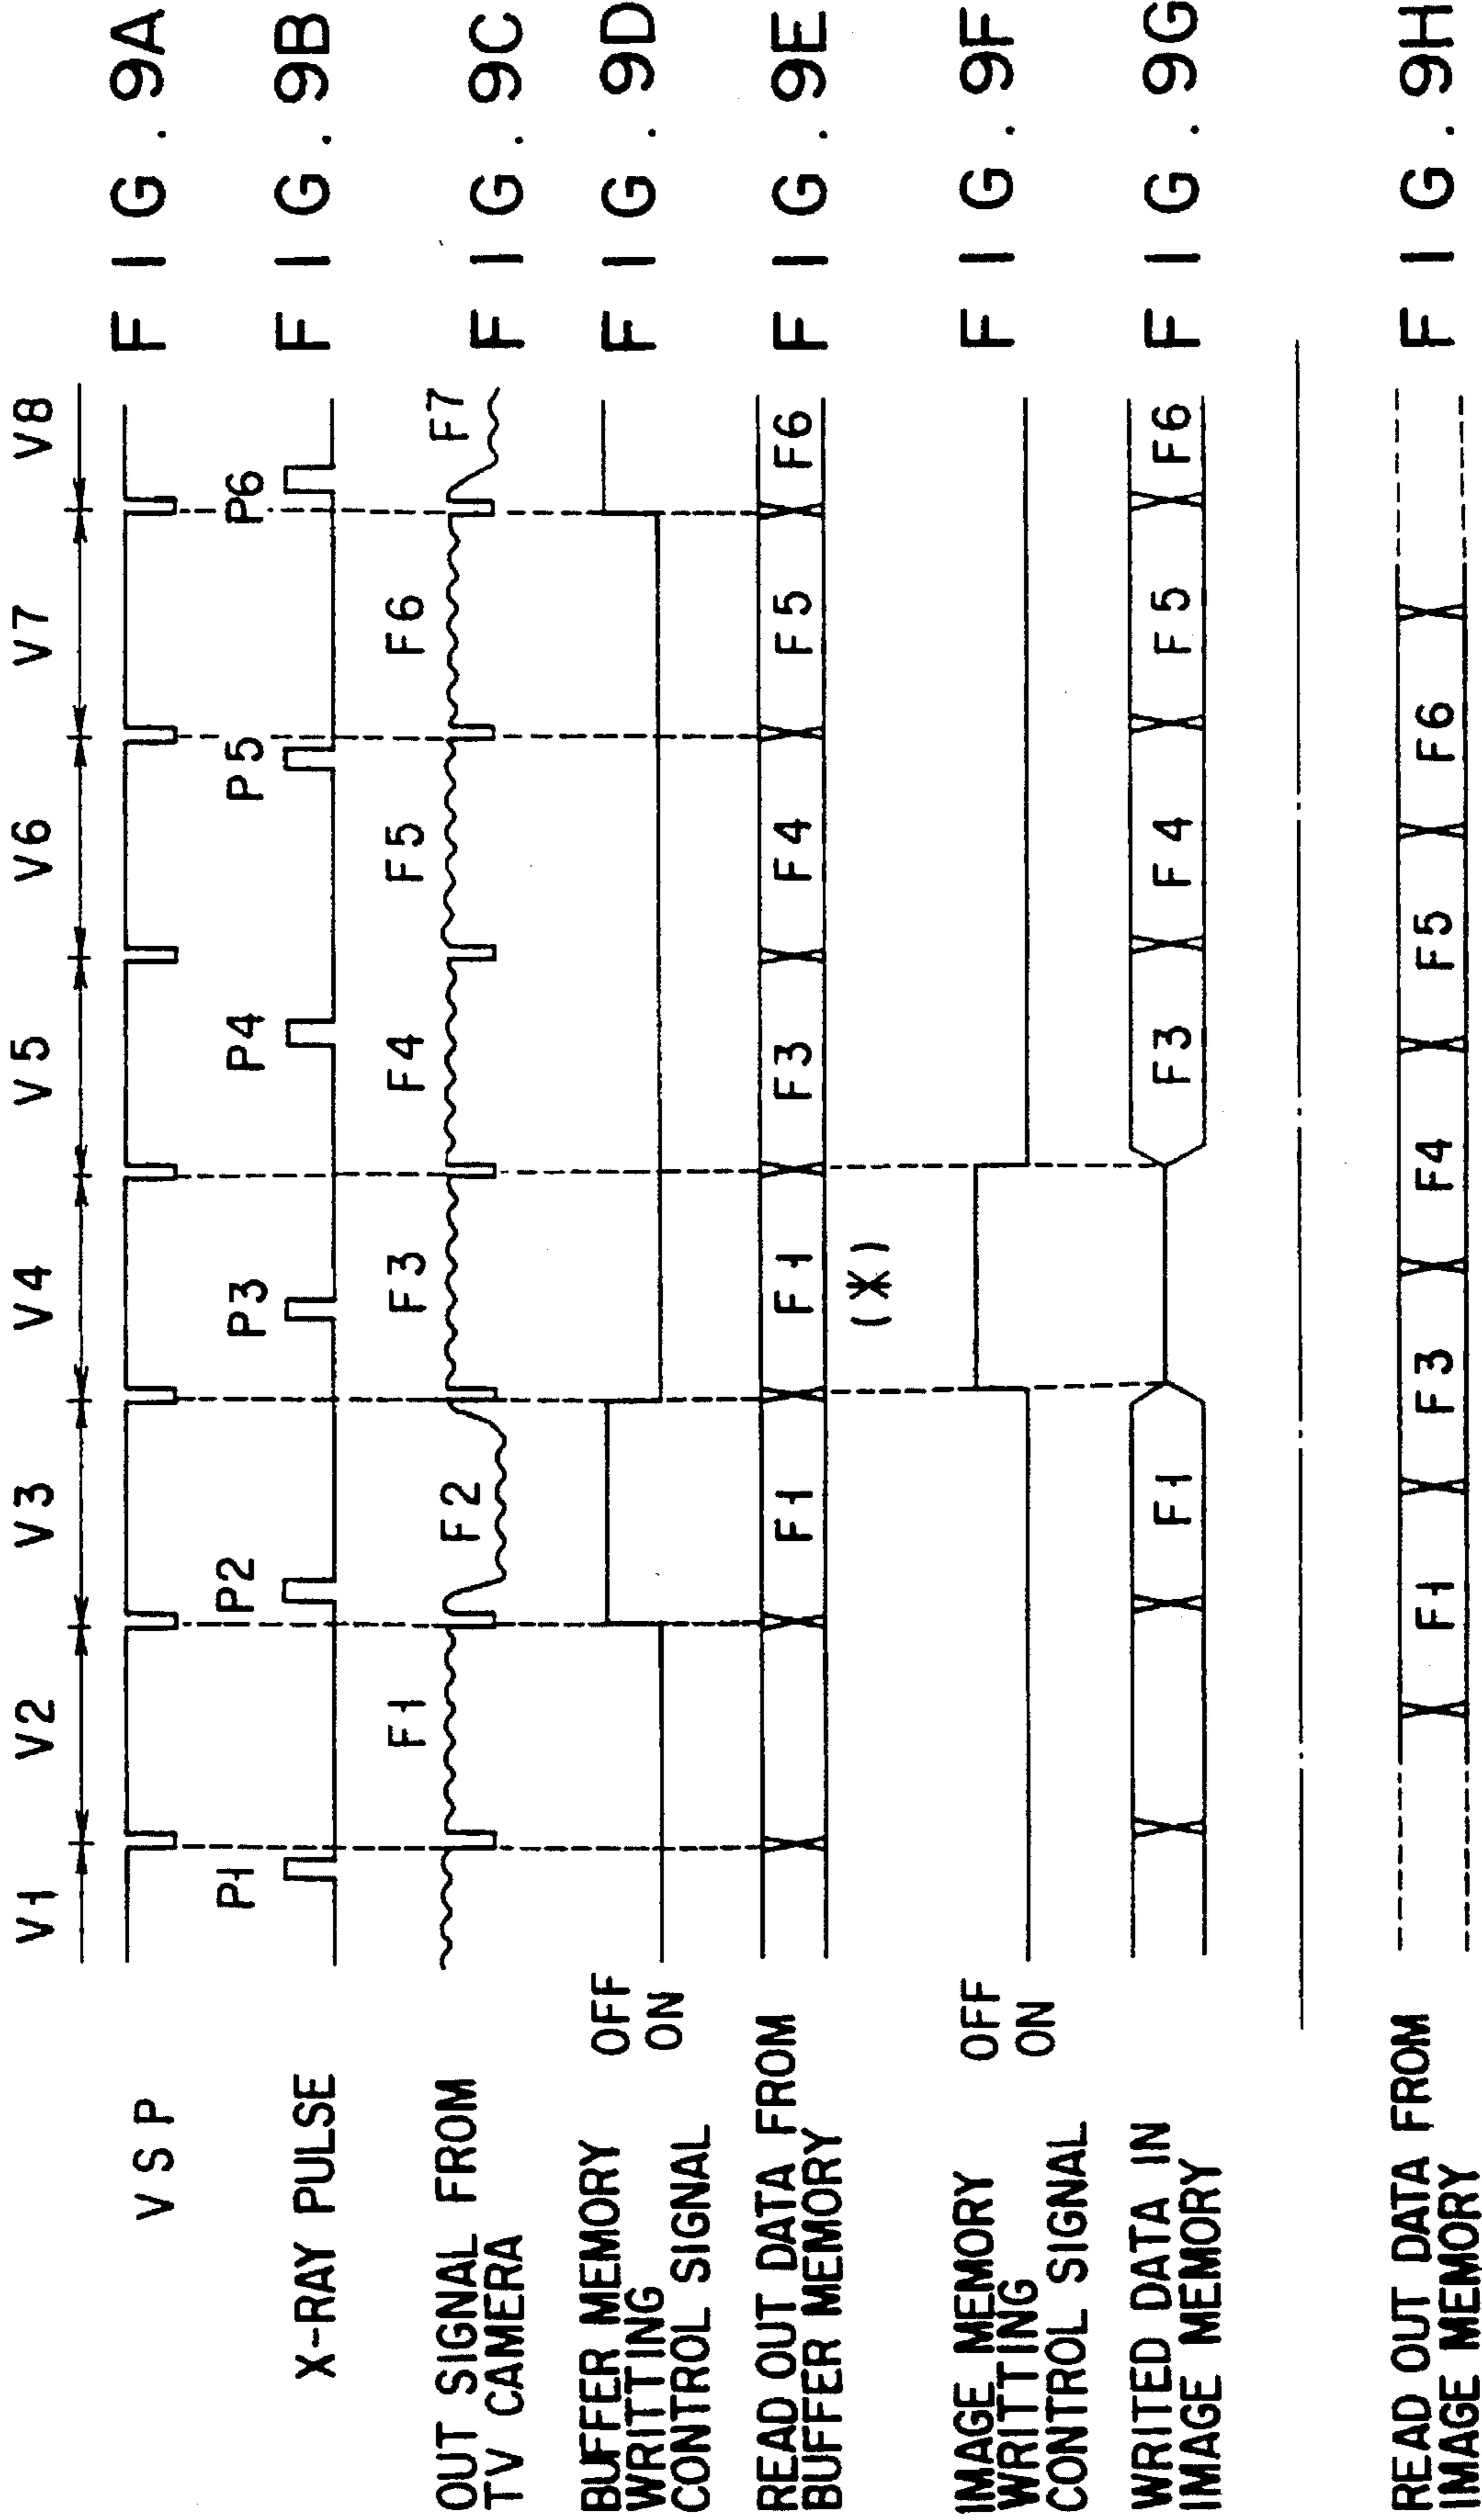 V1 V2 V3 V4 V5 V6 V7 V8
VSP
FIG. 9A
X-RAY PULSE
P1 P2 P3 P4 P5 P6
FIG. 9B
OUT SIGNAL FROM
TV CAMERA
F1 F2 F3 F4 F5 F6 F7
FIG. 9C
BUFFER MEMORY
WRITTING
CONTROL SIGNAL
OFF
ON
FIG. 9D
READ OUT DATA FROM
BUFFER MEMORY
F1 F1 F3 F4 F5 F6
(X)
FIG. 9E
IMAGE MEMORY
WRITTING
CONTROL SIGNAL
OFF
ON
FIG. 9F
WRITED DATA IN
IMAGE MEMORY
F1 F3 F4 F5 F6
FIG. 9G
READ OUT DATA FROM
IMAGE MEMORY
F1 F3 F4 F5 F6
FIG. 9H